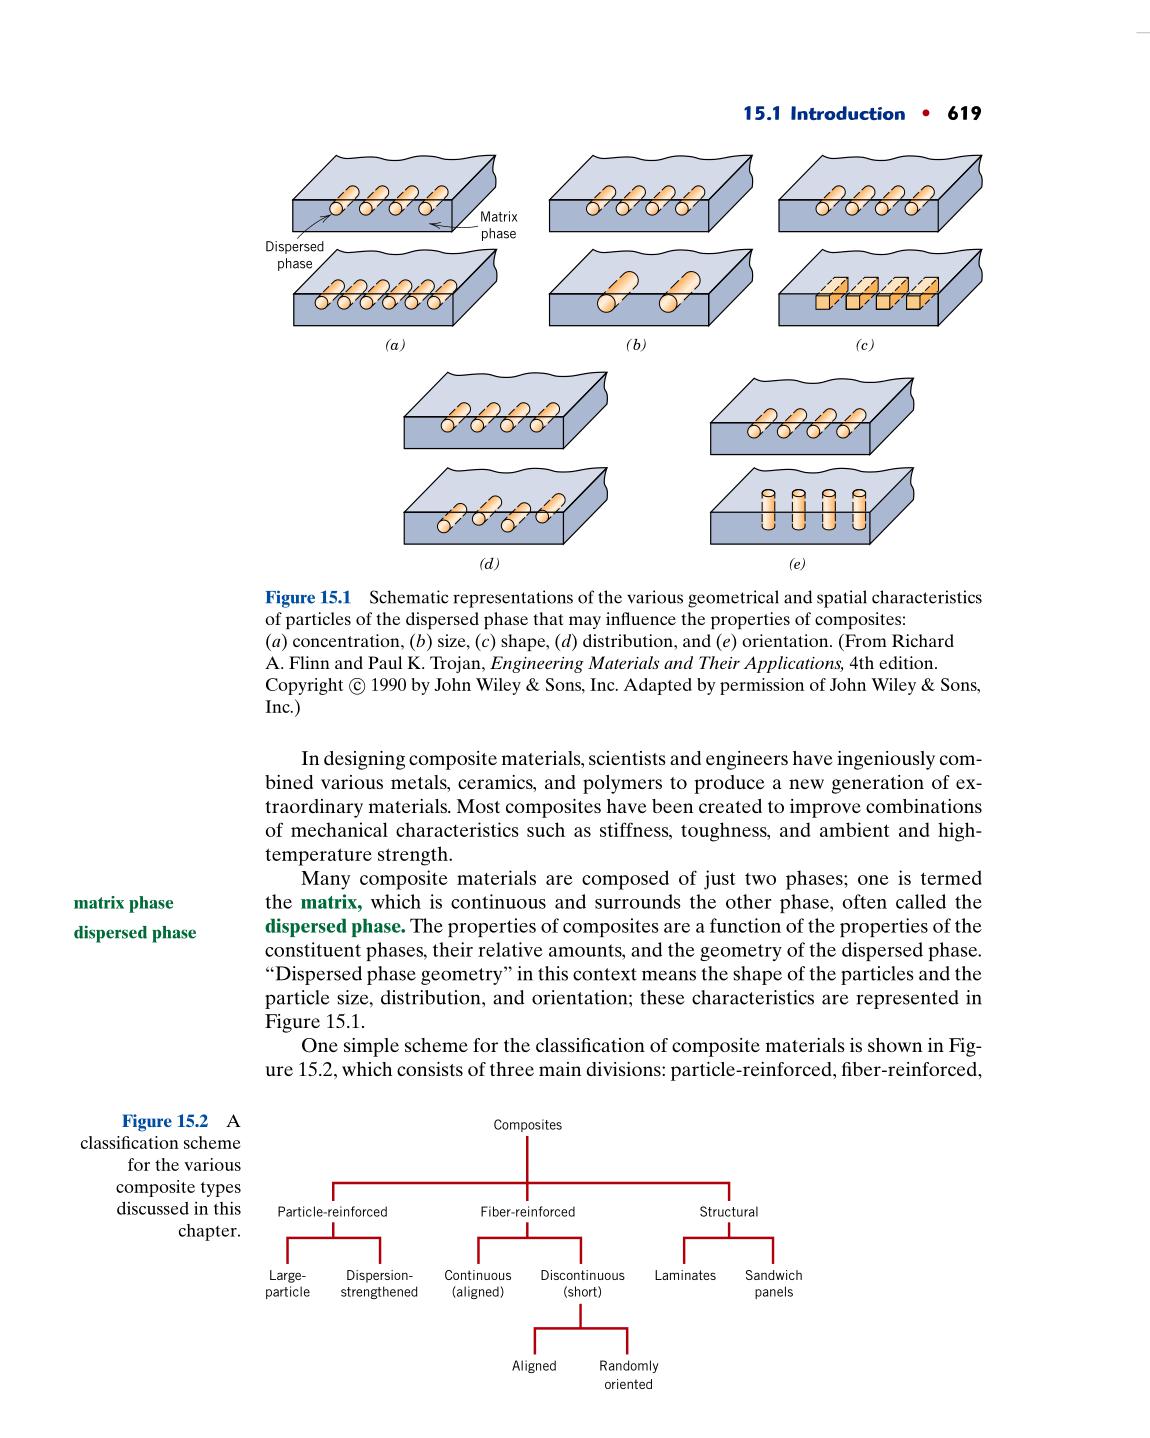 15.1 Introduction • 619
Matrix
phase
Dispersed
phase
(a)
(b)
(c)
(d)
(e)
Figure 15.1 Schematic representations of the various geometrical and spatial characteristics
of particles of the dispersed phase that may influence the properties of composites:
(a) concentration, (b) size, (c) shape, (d) distribution, and (e) orientation. (From Richard
A. Flinn and Paul K. Trojan, Engineering Materials and Their Applications, 4th edition.
Copyright © 1990 by John Wiley & Sons, Inc. Adapted by permission of John Wiley & Sons,
Inc.)
In designing composite materials, scientists and engineers have ingeniously com-
bined various metals, ceramics, and polymers to produce a new generation of ex-
traordinary materials. Most composites have been created to improve combinations
of mechanical characteristics such as stiffness, toughness, and ambient and high-
temperature strength.
Many composite materials are composed of just two phases; one is termed
the matrix, which is continuous and surrounds the other phase, often called the
dispersed phase. The properties of composites are a function of the properties of the
constituent phases, their relative amounts, and the geometry of the dispersed phase.
“Dispersed phase geometry” in this context means the shape of the particles and the
particle size, distribution, and orientation; these characteristics are represented in
Figure 15.1.
One simple scheme for the classification of composite materials is shown in Fig-
ure 15.2, which consists of three main divisions: particle-reinforced, fiber-reinforced,
matrix phase
dispersed phase
Figure 15.2 A
classification scheme
for the various
composite types
discussed in this
chapter.
Composites
Particle-reinforced
Fiber-reinforced
Structural
Large-
particle
Dispersion-
strengthened
Continuous
(aligned)
Discontinuous
(short)
Laminates
Sandwich
panels
Aligned
Randomly
oriented